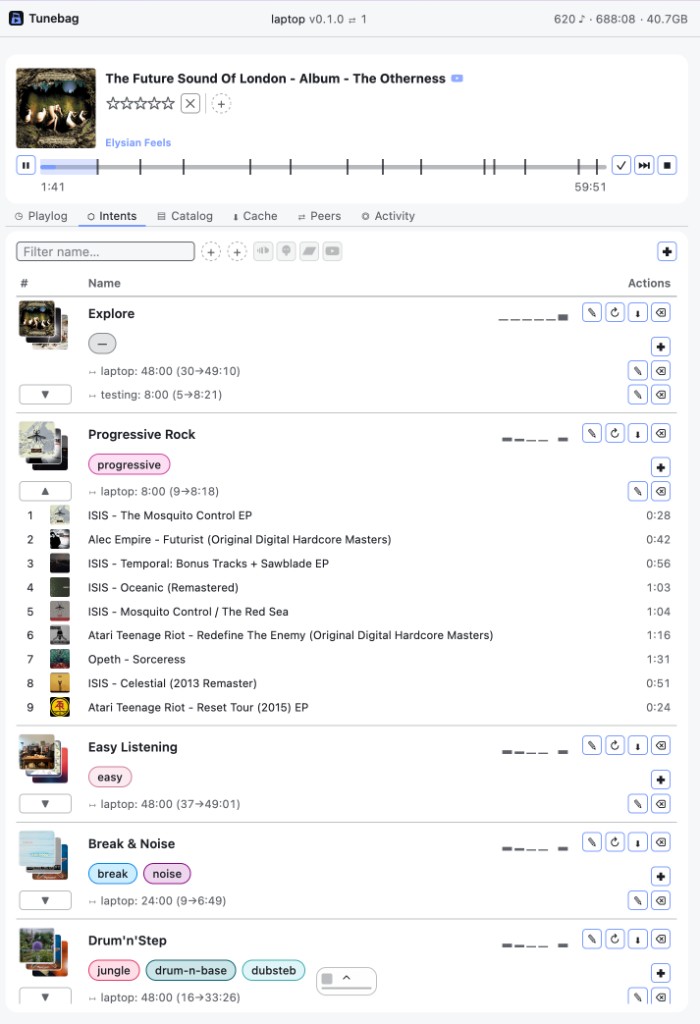 Tunebag
laptop v0.1.0 ⇄ 1
620 ♪ · 688:08 · 40.7GB
The Future Sound Of London - Album - The Otherness
Elysian Feels
1:41
59:51
Playlog
Intents
Catalog
Cache
Peers
Activity
Filter name...
# Name Actions
Explore
—
↔ laptop: 48:00 (30→49:10)
↔ testing: 8:00 (5→8:21)
Progressive Rock
progressive
↔ laptop: 8:00 (9→8:18)
1 ISIS - The Mosquito Control EP 0:28
2 Alec Empire - Futurist (Original Digital Hardcore Masters) 0:42
3 ISIS - Temporal: Bonus Tracks + Sawblade EP 0:56
4 ISIS - Oceanic (Remastered) 1:03
5 ISIS - Mosquito Control / The Red Sea 1:04
6 Atari Teenage Riot - Redefine The Enemy (Original Digital Hardcore Masters) 1:16
7 Opeth - Sorceress 1:31
8 ISIS - Celestial (2013 Remaster) 0:51
9 Atari Teenage Riot - Reset Tour (2015) EP 0:24
Easy Listening
easy
↔ laptop: 48:00 (37→49:01)
Break & Noise
break noise
↔ laptop: 24:00 (9→6:49)
Drum'n'Step
jungle drum-n-base dubsteb
↔ laptop: 48:00 (16→33:26)